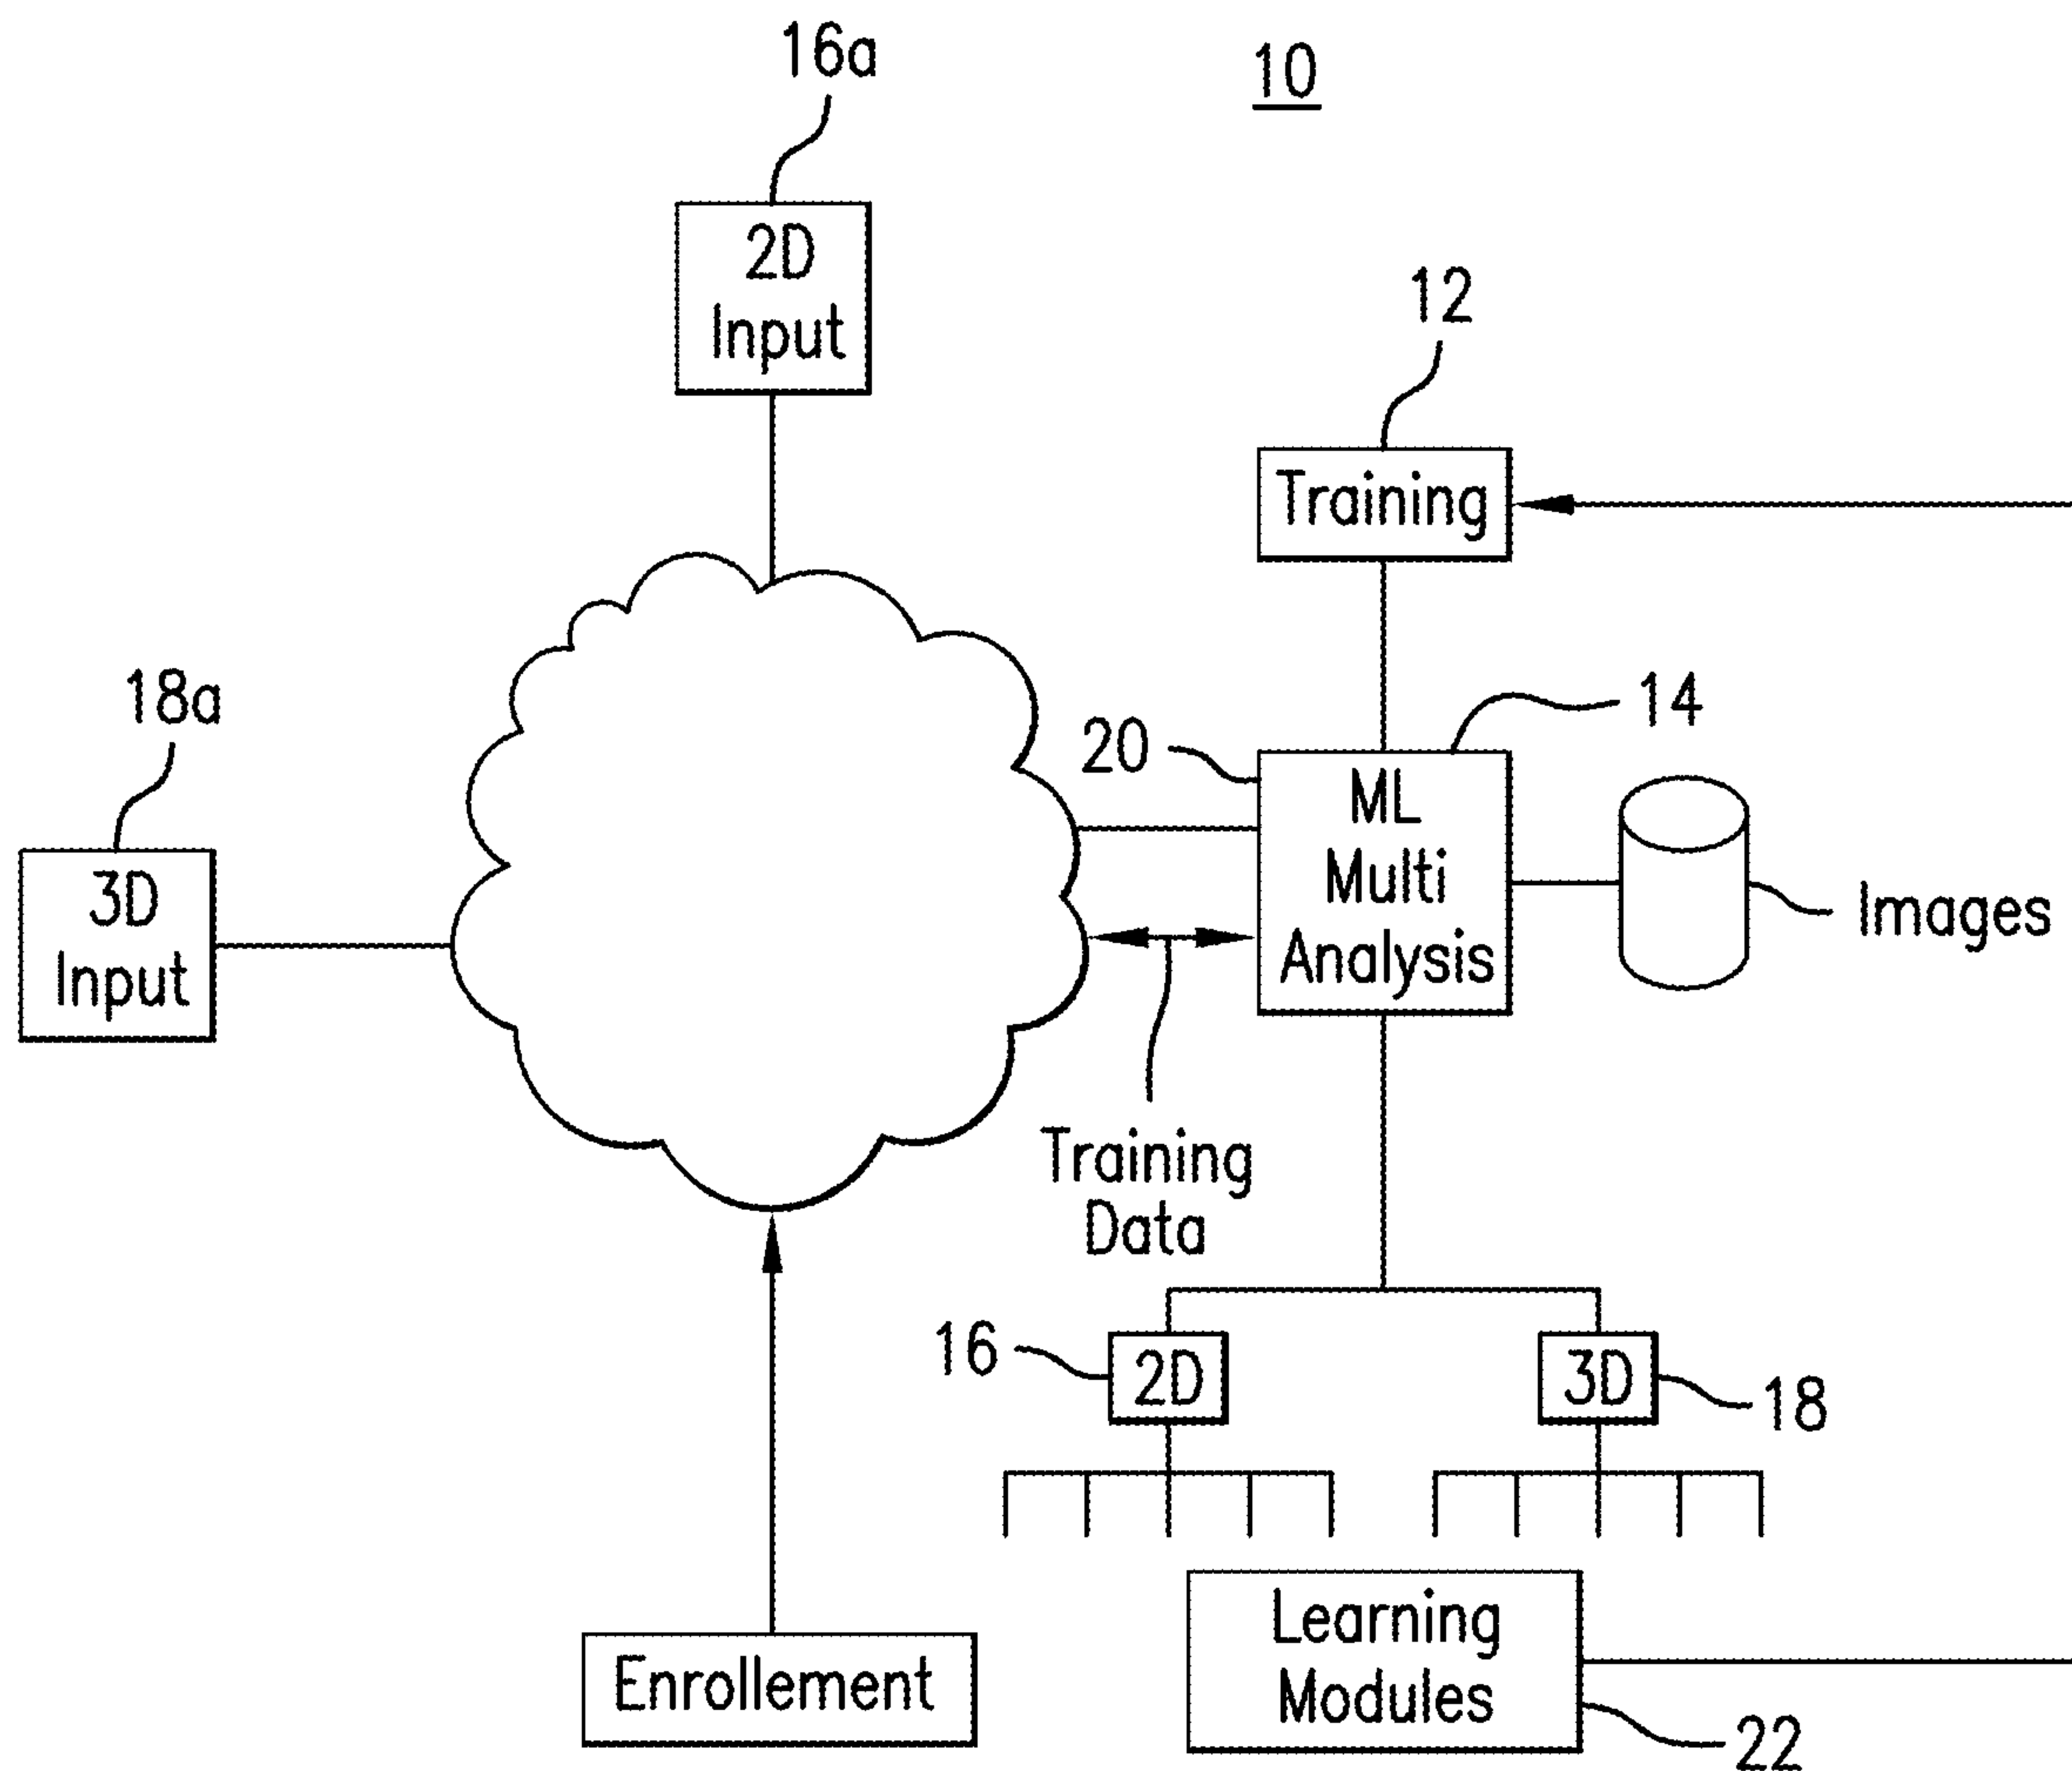 16a
10
2D
Input
12
Training
18a
14
20
ML
Multi
Analysis
3D
Input
Images
Training
Data
16
2D
3D
18
Learning
Modules
Enrollement
22